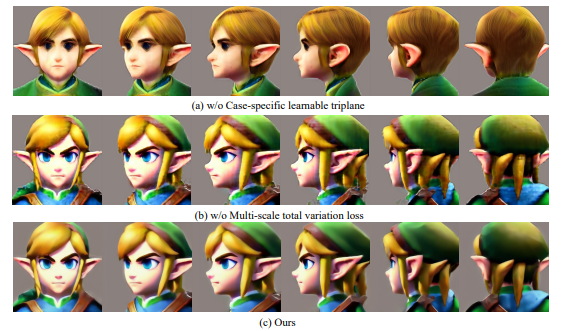 (a) w/o Case-specific learnable triplane
(b) w/o Multi-scale total variation loss
(c) Ours